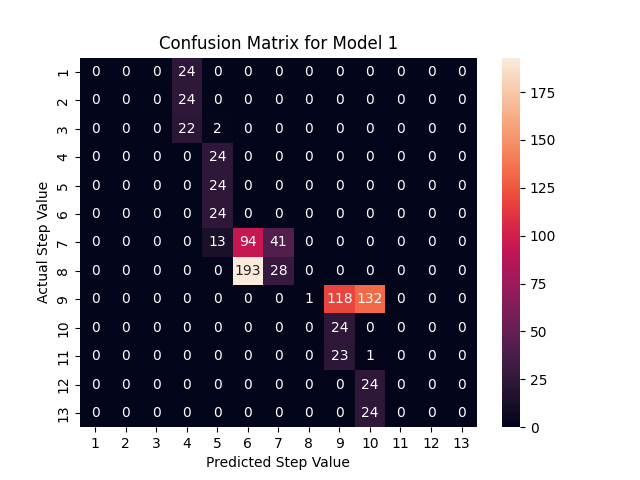 Confusion Matrix for Model 1
1 0 0 0 24 0 0 0 0 0 0 0 0 0
2 0 0 0 24 0 0 0 0 0 0 0 0 0
3 0 0 0 22 2 0 0 0 0 0 0 0 0
4 0 0 0 0 24 0 0 0 0 0 0 0 0
5 0 0 0 0 24 0 0 0 0 0 0 0 0
6 0 0 0 0 24 0 0 0 0 0 0 0 0
7 0 0 0 0 13 94 41 0 0 0 0 0 0
8 0 0 0 0 0 193 28 0 0 0 0 0 0
9 0 0 0 0 0 0 0 1 118 132 0 0 0
10 0 0 0 0 0 0 0 0 24 0 0 0 0
11 0 0 0 0 0 0 0 0 23 1 0 0 0
12 0 0 0 0 0 0 0 0 0 24 0 0 0
13 0 0 0 0 0 0 0 0 0 24 0 0 0
1 2 3 4 5 6 7 8 9 10 11 12 13
Predicted Step Value
Actual Step Value
175
150
125
100
75
50
25
0